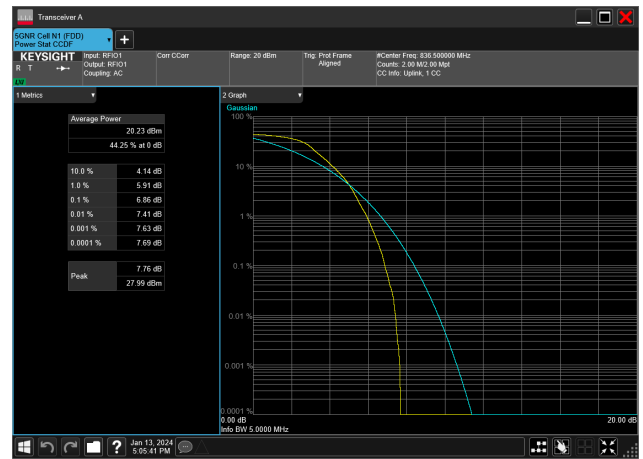 Transceiver A
5GNR Cell N1 (FDD)
Power Stat CCDF
KEYSIGHT
R T
Input: RFIO1
Output: RFIO1
Coupling: AC
Corr CCorr
Range: 20 dBm
Trig: Prot Frame
Aligned
#Center Freq: 836.500000 MHz
Counts: 2.00 M/2.00 Mpt
CC Info: Uplink, 1 CC
1 Metrics
Average Power
20.23 dBm
44.25 % at 0 dB
10.0 % 4.14 dB
1.0 % 5.91 dB
0.1 % 6.86 dB
0.01 % 7.41 dB
0.001 % 7.63 dB
0.0001 % 7.69 dB
Peak
7.76 dB
27.99 dBm
2 Graph
Gaussian
100 %
10 %
1 %
0.1 %
0.01 %
0.001 %
0.0001 %
0.00 dB 20.00 dB
Info BW 5.0000 MHz
?
Jan 13, 2024
5:05:41 PM